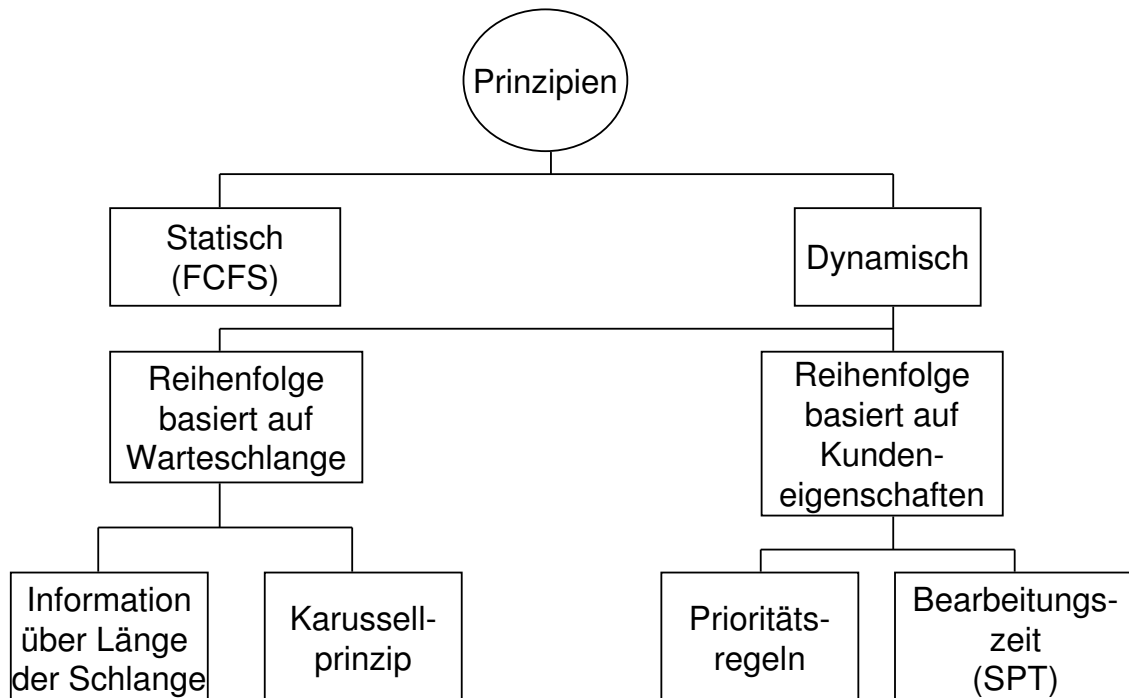 Prinzipien
Statisch
(FCFS)
Dynamisch
Reihenfolge
basiert auf
Warteschlange
Reihenfolge
basiert auf
Kunden-
eigenschaften
Information
über Länge
der Schlange
Karussell-
prinzip
Prioritäts-
regeln
Bearbeitungs-
zeit
(SPT)